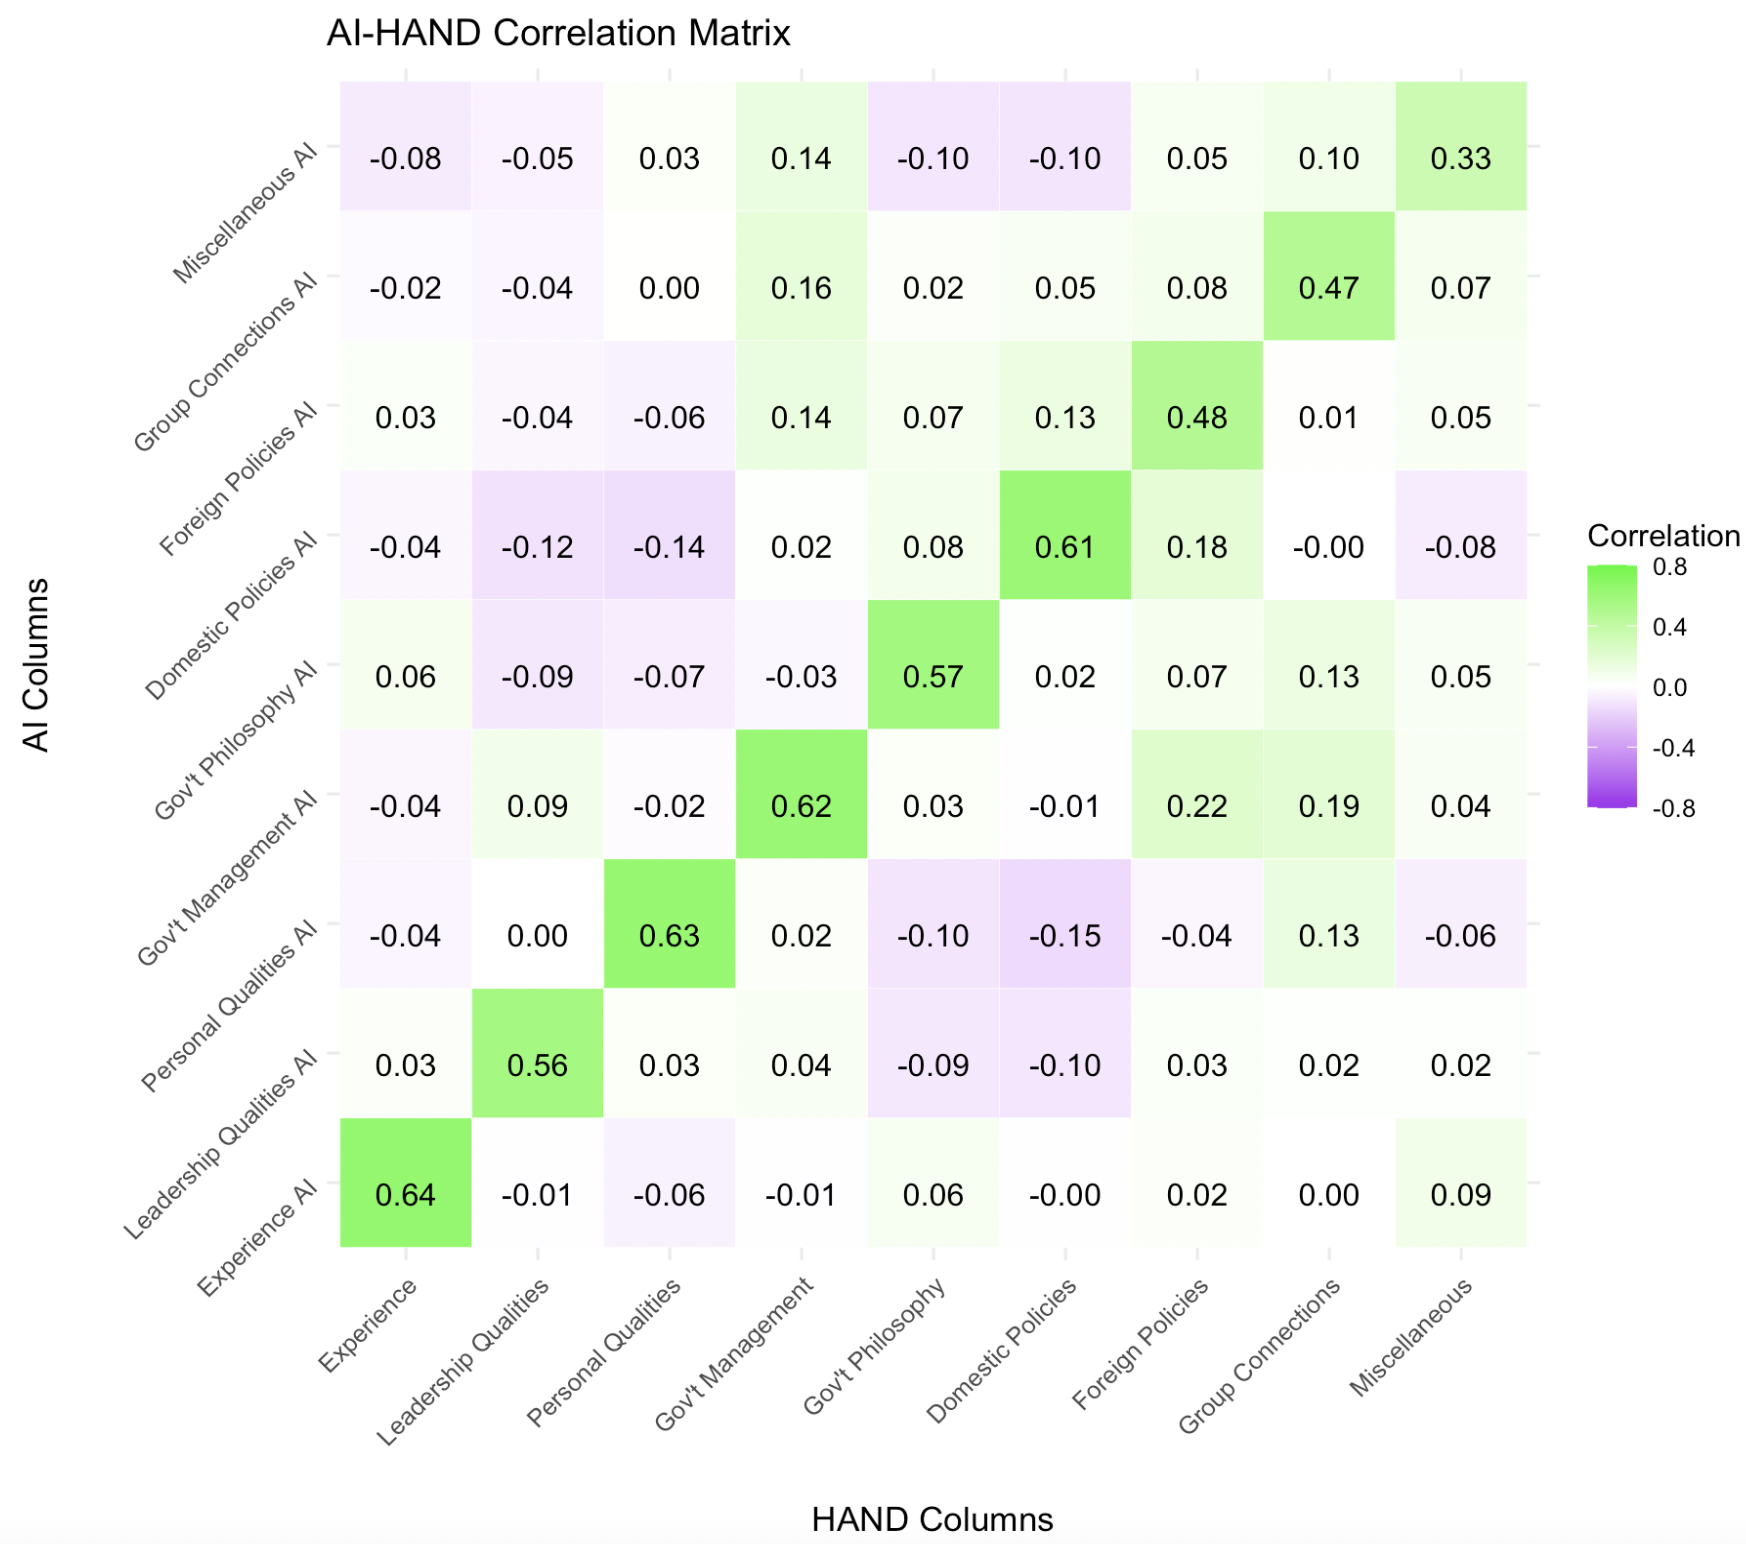 AI-HAND Correlation Matrix
AI Columns
Miscellaneous AI
-0.08 -0.05 0.03 0.14 -0.10 -0.10 0.05 0.10 0.33
Group Connections AI
-0.02 -0.04 0.00 0.16 0.02 0.05 0.08 0.47 0.07
Foreign Policies AI
0.03 -0.04 -0.06 0.14 0.07 0.13 0.48 0.01 0.05
Domestic Policies AI
-0.04 -0.12 -0.14 0.02 0.08 0.61 0.18 -0.00 -0.08
Gov't Philosophy AI
0.06 -0.09 -0.07 -0.03 0.57 0.02 0.07 0.13 0.05
Gov't Management AI
-0.04 0.09 -0.02 0.62 0.03 -0.01 0.22 0.19 0.04
Personal Qualities AI
-0.04 0.00 0.63 0.02 -0.10 -0.15 -0.04 0.13 -0.06
Leadership Qualities AI
0.03 0.56 0.03 0.04 -0.09 -0.10 0.03 0.02 0.02
Experience AI
0.64 -0.01 -0.06 -0.01 0.06 -0.00 0.02 0.00 0.09
Experience
Leadership Qualities
Personal Qualities
Gov't Management
Gov't Philosophy
Domestic Policies
Foreign Policies
Group Connections
Miscellaneous
HAND Columns
Correlation
0.8
0.4
0.0
-0.4
-0.8